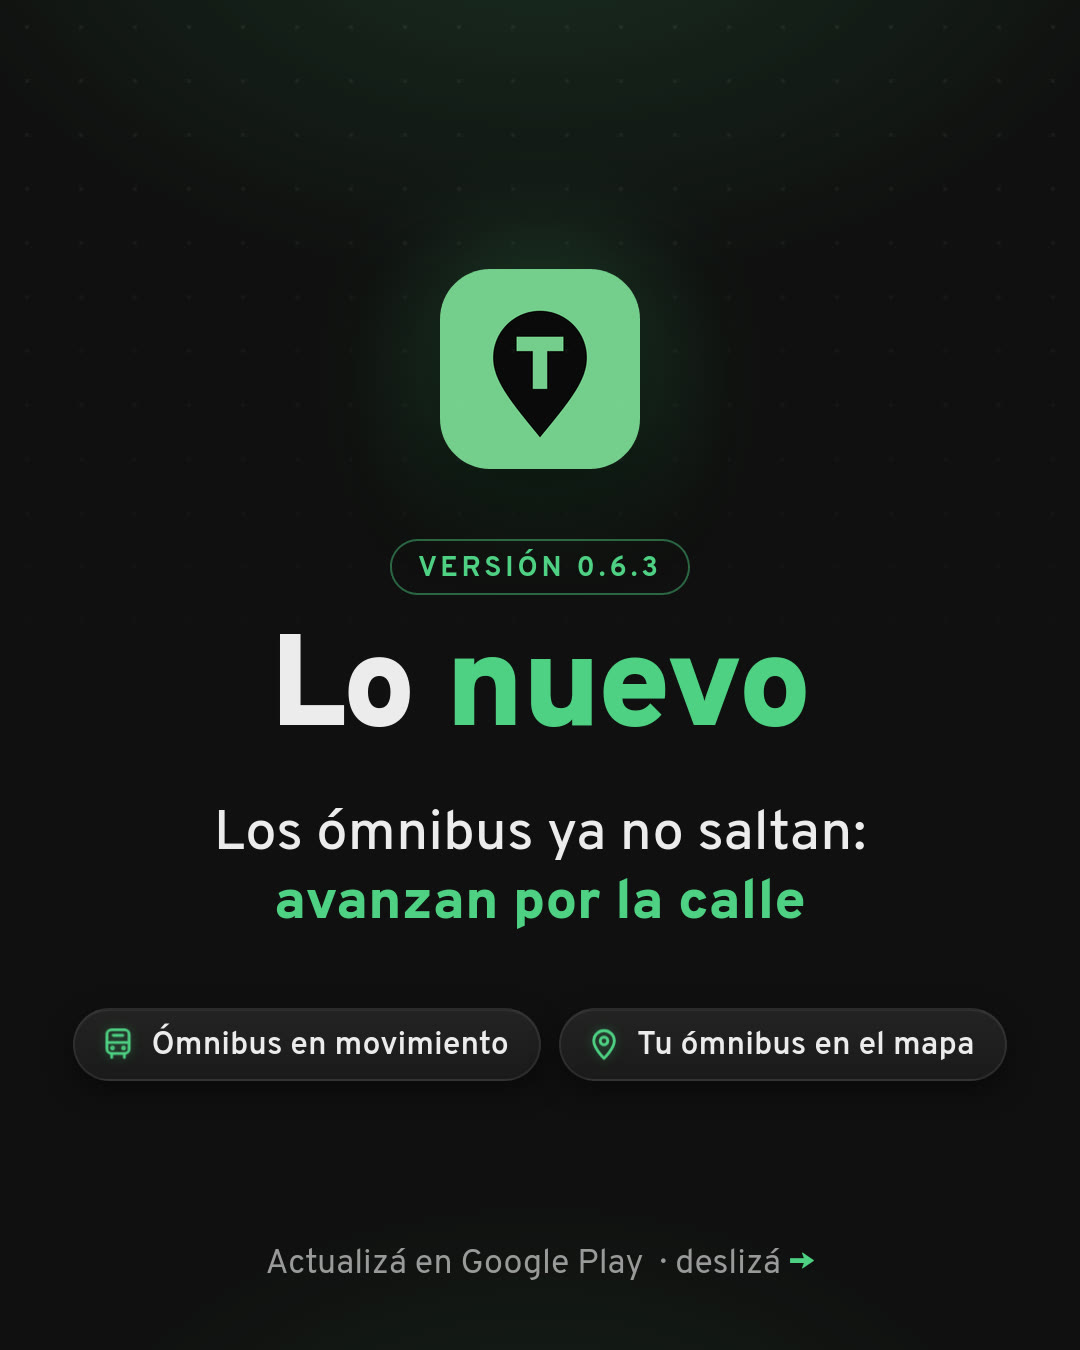 T
VERSIÓN 0.6.3
Lo nuevo
Los ómnibus ya no saltan:
avanzan por la calle
Ómnibus en movimiento
Tu ómnibus en el mapa
Actualizá en Google Play · deslizá →